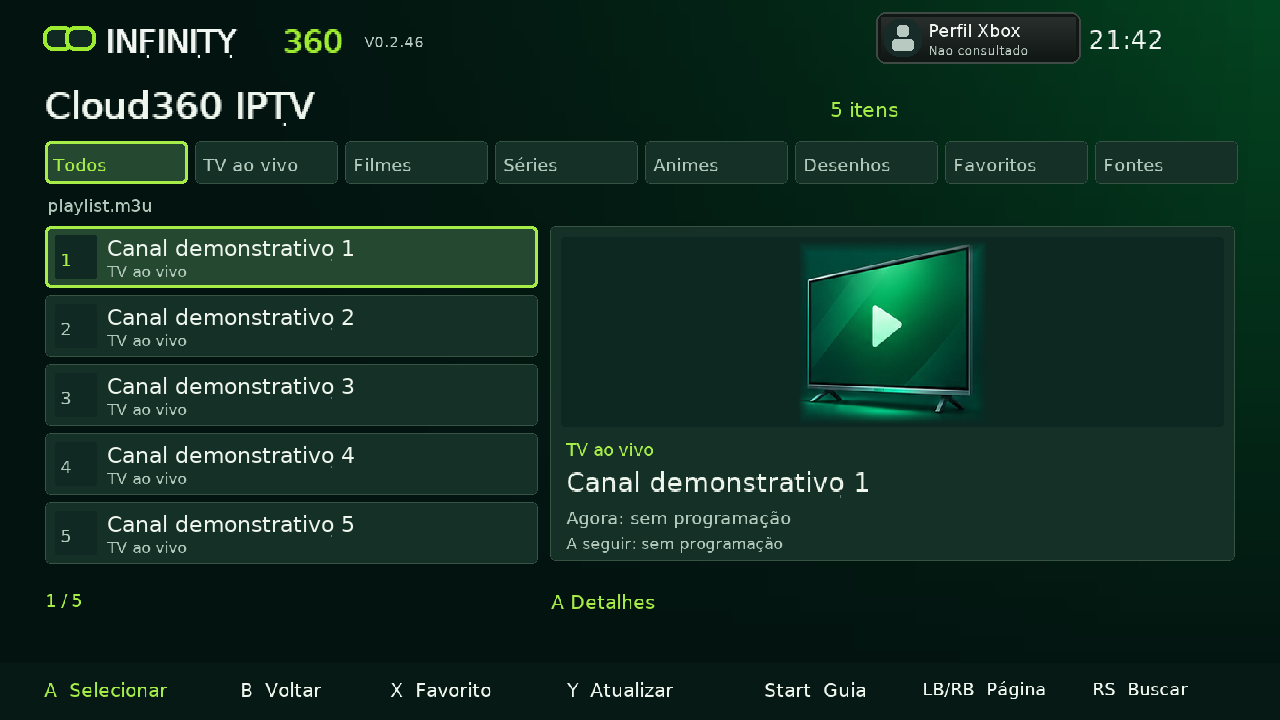 INFINITY 360 V0.2.46
Perfil Xbox
Nao consultado
21:42
Cloud360 IPTV
5 itens
Todos TV ao vivo Filmes Séries Animes Desenhos Favoritos Fontes
playlist.m3u
1 Canal demonstrativo 1
TV ao vivo
2 Canal demonstrativo 2
TV ao vivo
3 Canal demonstrativo 3
TV ao vivo
4 Canal demonstrativo 4
TV ao vivo
5 Canal demonstrativo 5
TV ao vivo
TV ao vivo
Canal demonstrativo 1
Agora: sem programação
A seguir: sem programação
1 / 5
A Detalhes
A Selecionar B Voltar X Favorito Y Atualizar Start Guia LB/RB Página RS Buscar